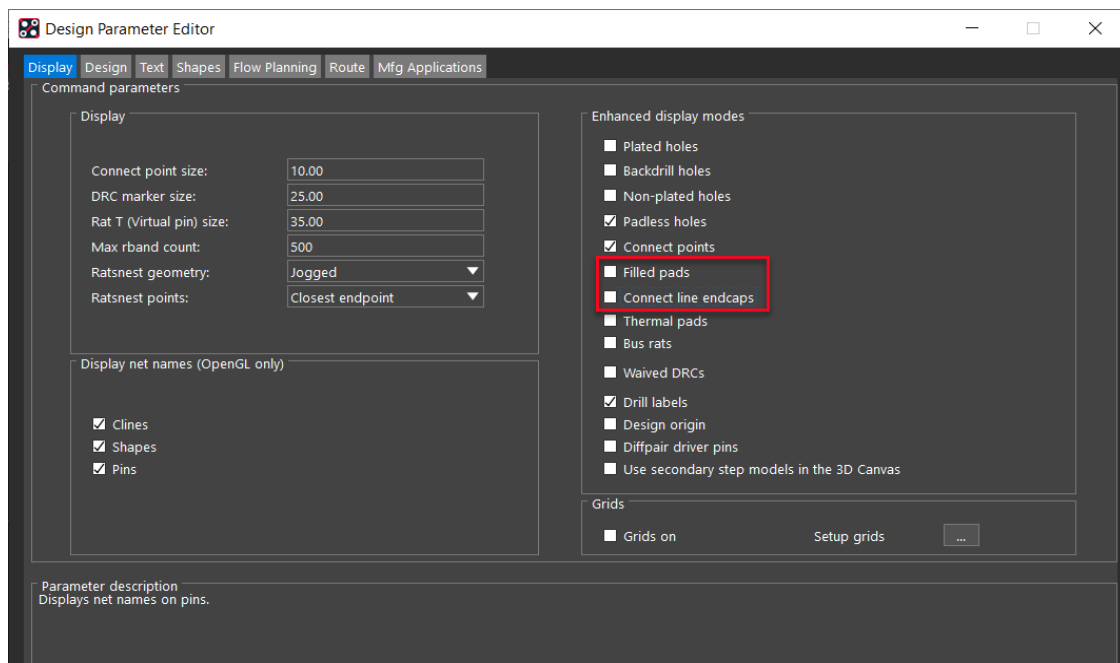 Design Parameter Editor
Display Design Text Shapes Flow Planning Route Mfg Applications
Command parameters
Display
Connect point size: 10.00
DRC marker size: 25.00
Rat T (Virtual pin) size: 35.00
Max rband count: 500
Ratsnest geometry: Jogged
Ratsnest points: Closest endpoint
Display net names (OpenGL only)
Clines
Shapes
Pins
Enhanced display modes
Plated holes
Backdrill holes
Non-plated holes
Padless holes
Connect points
Filled pads
Connect line endcaps
Thermal pads
Bus rats
Waived DRCs
Drill labels
Design origin
Diffpair driver pins
Use secondary step models in the 3D Canvas
Grids
Grids on Setup grids ...
Parameter description
Displays net names on pins.